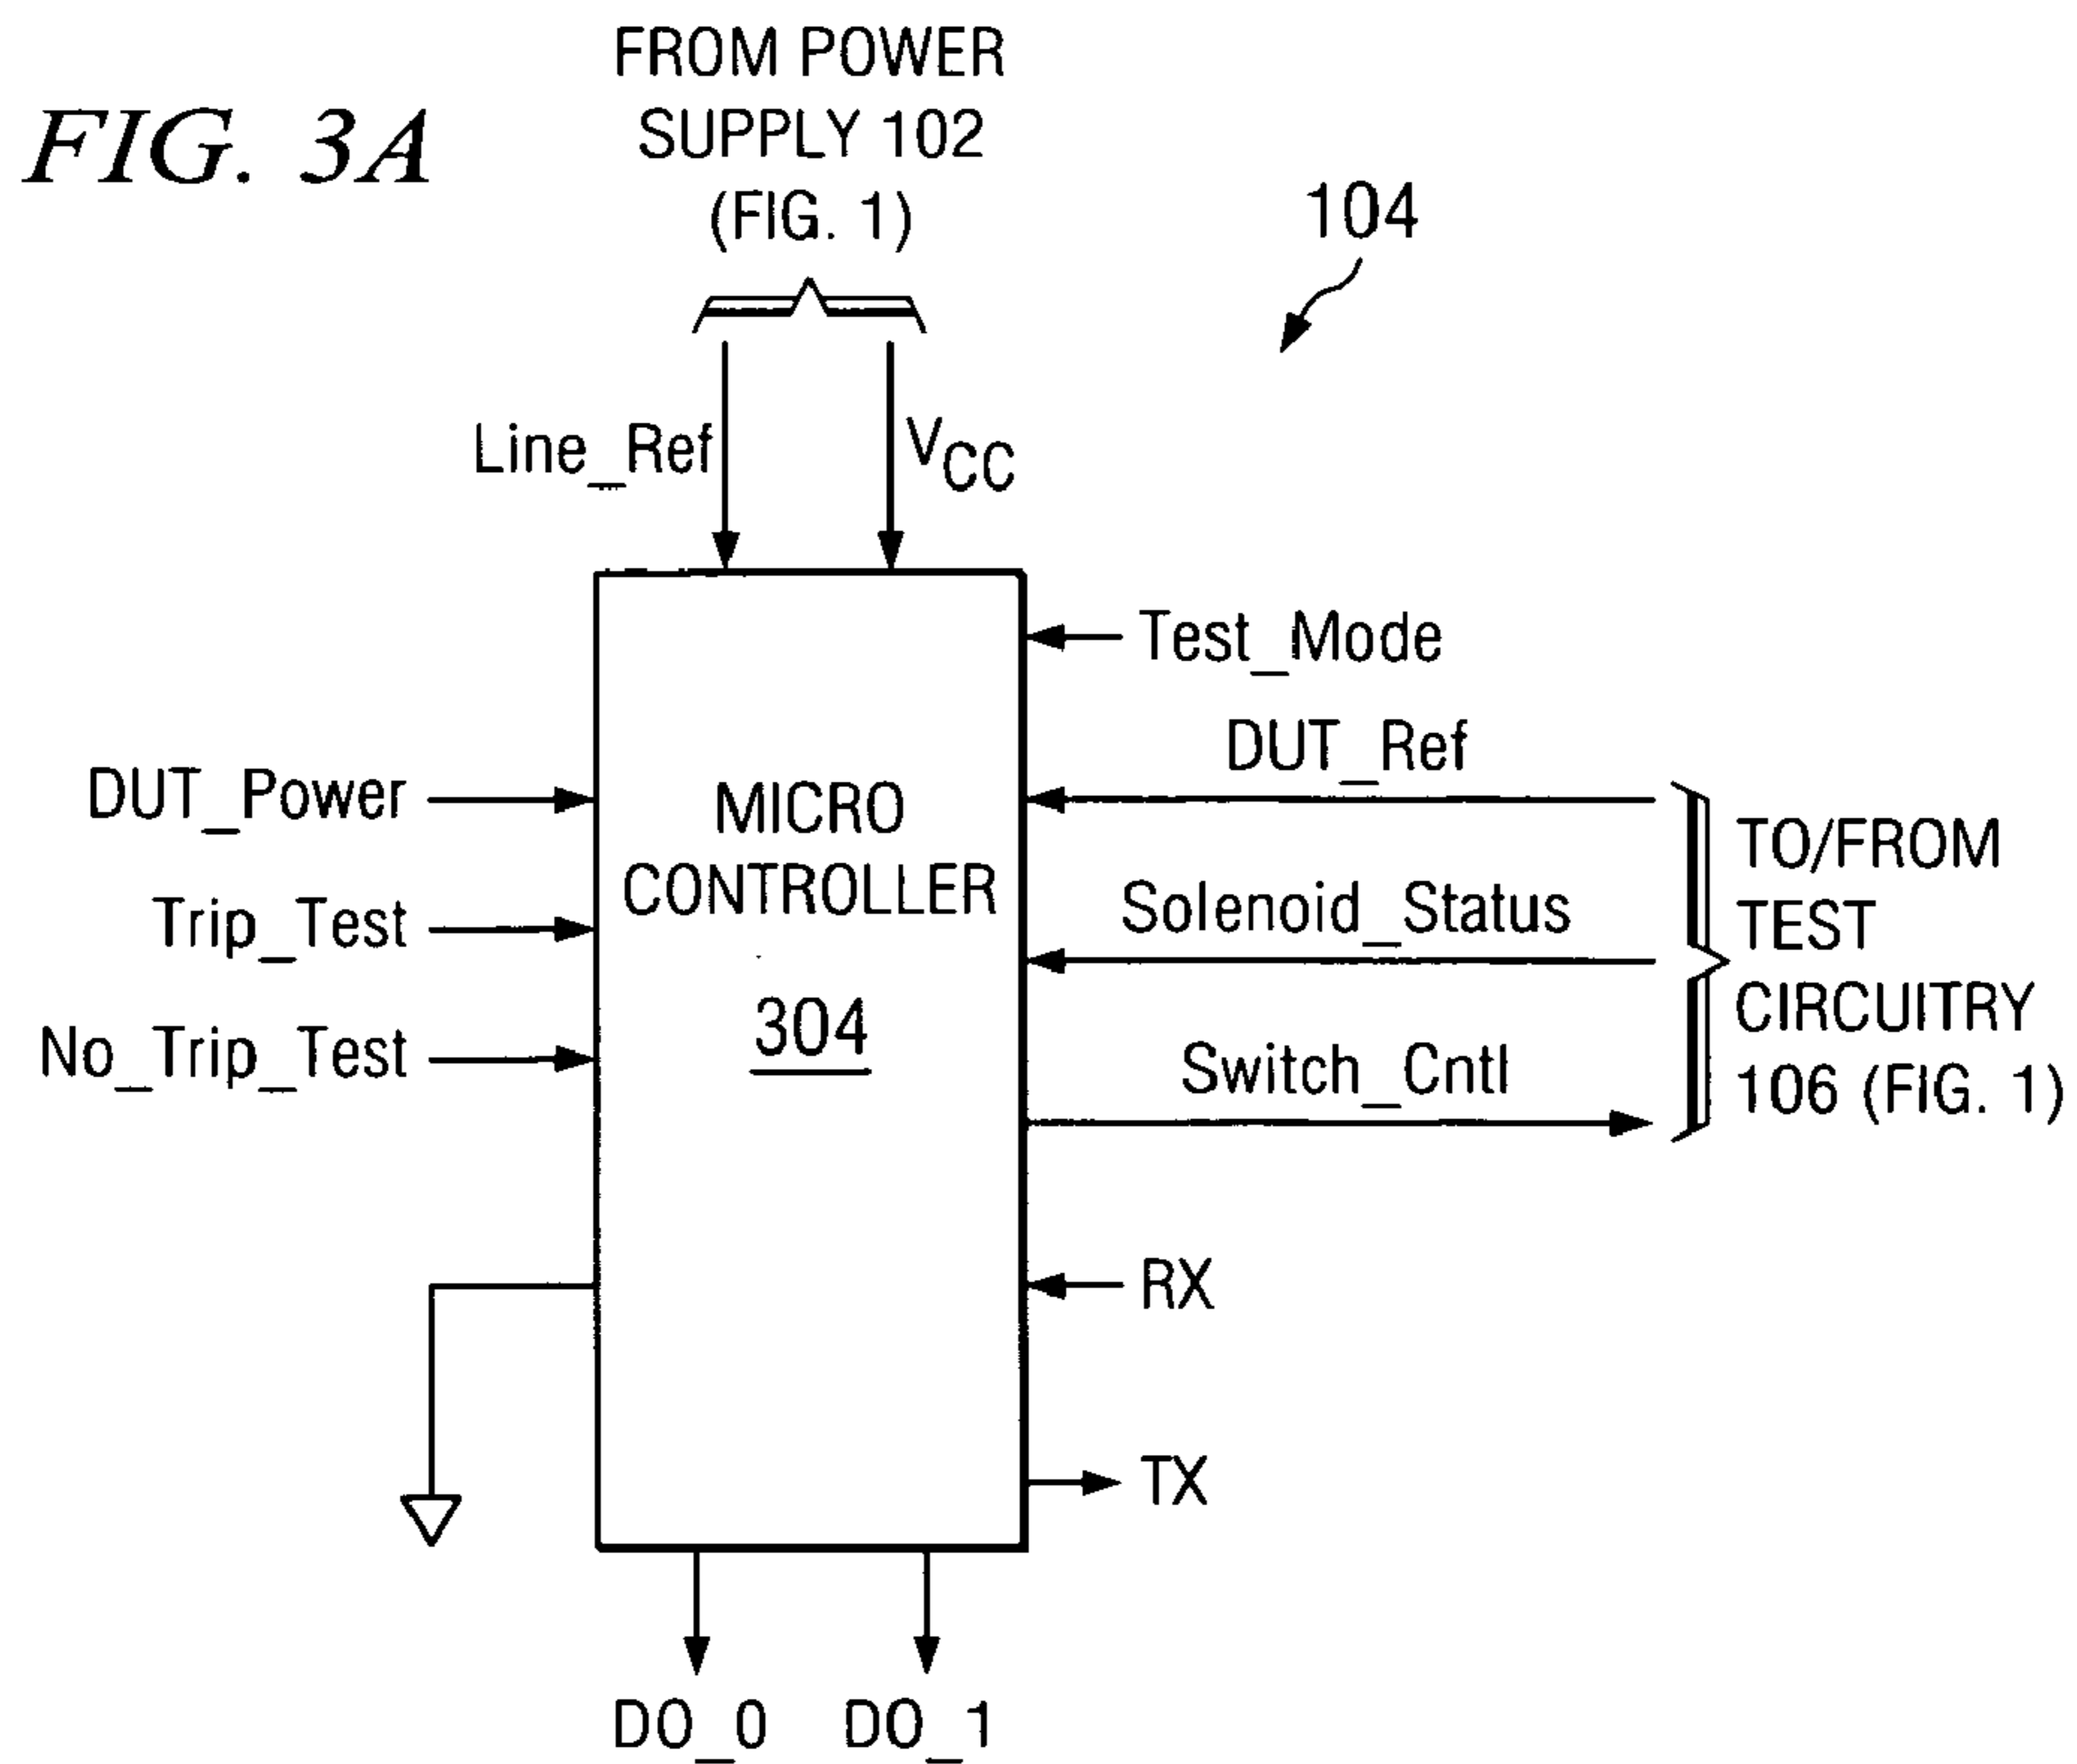 FIG. 3A
FROM POWER
SUPPLY 102
(FIG. 1)
104
Line_Ref
VCC
Test_Mode
DUT_Ref
DUT_Power
MICRO
CONTROLLER
304
Trip_Test
No_Trip_Test
Solenoid_Status
Switch_Cntl
TO/FROM
TEST
CIRCUITRY
106 (FIG. 1)
RX
TX
DO_0
DO_1